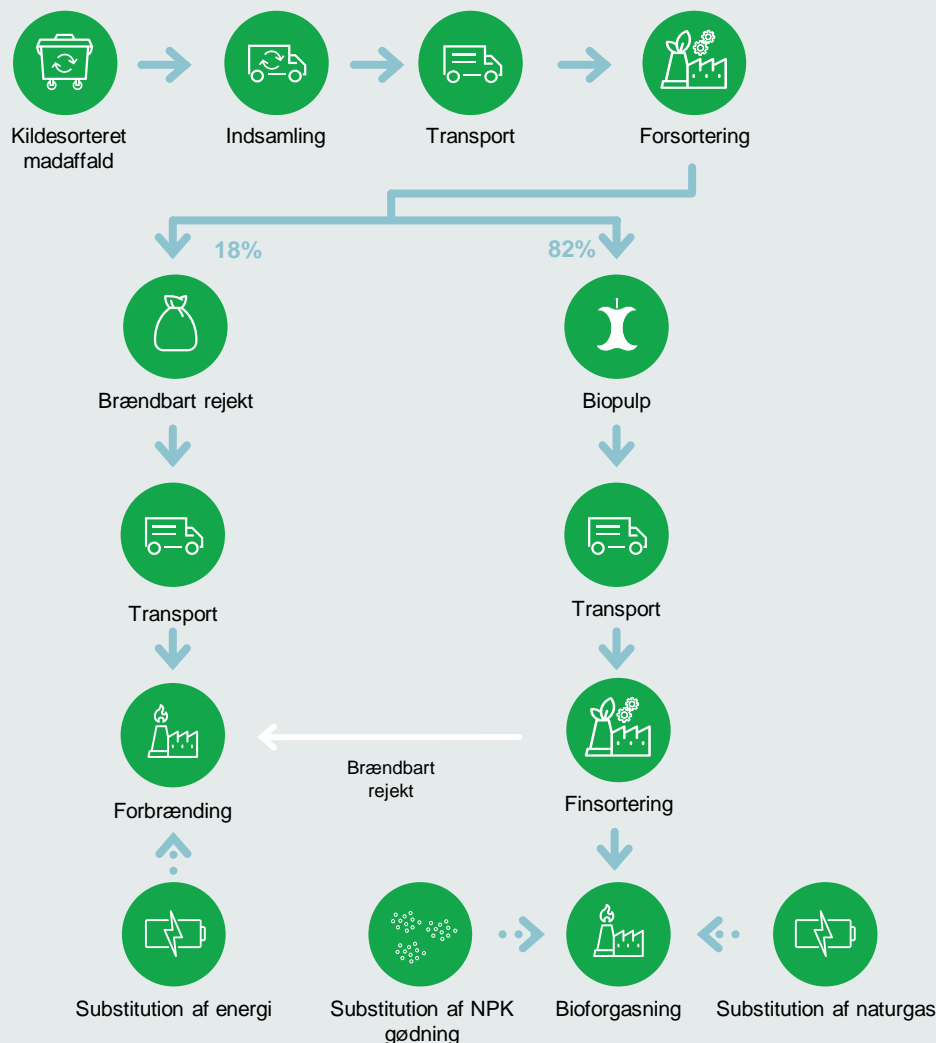 Kildesorteret
madaffald
Indsamling
Transport
Forsortering
18%
82%
Brændbart rejekt
Biopulp
Transport
Transport
Brændbart
rejekt
Forbrænding
Finsortering
Substitution af energi
Substitution af NPK
gødning
Bioforgasning
Substitution af naturgas